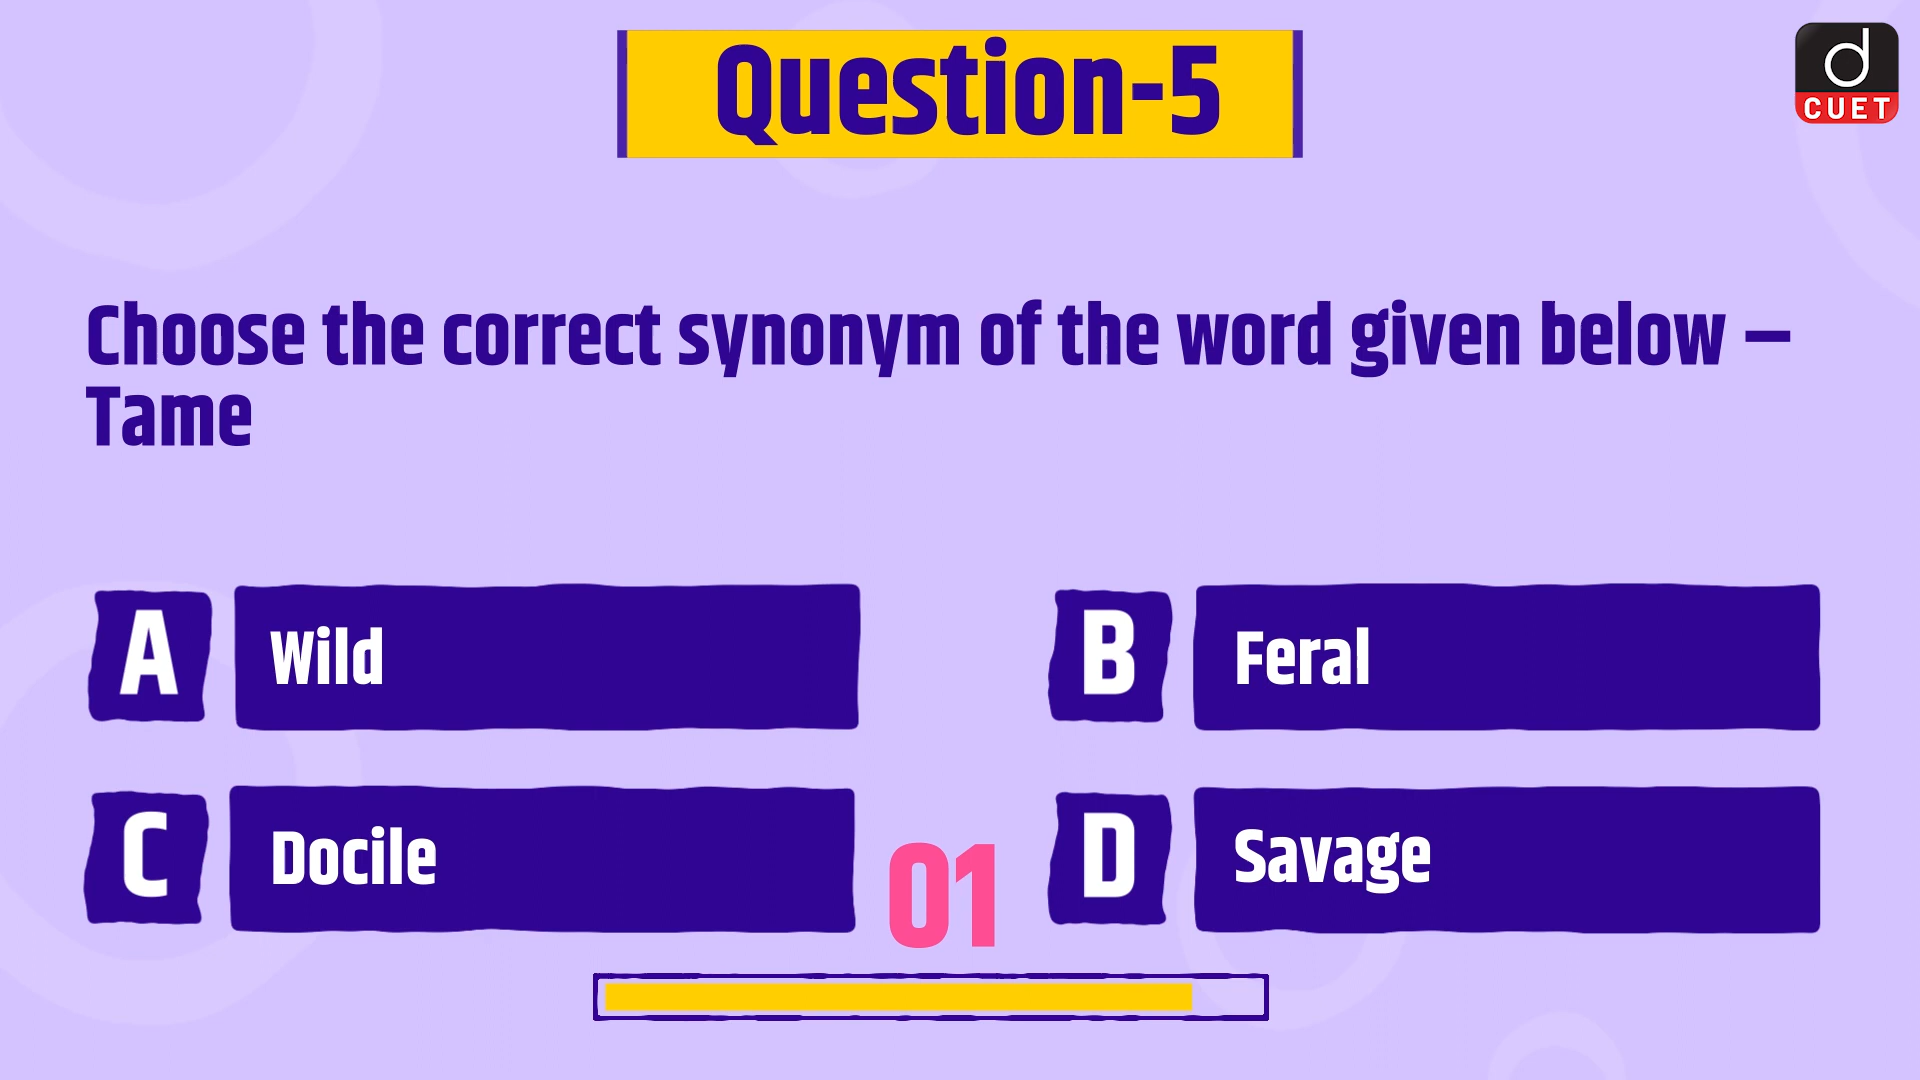 Question-5
d
CUET
Choose the correct synonym of the word given below –
Tame
A Wild
B Feral
C Docile
D Savage
01